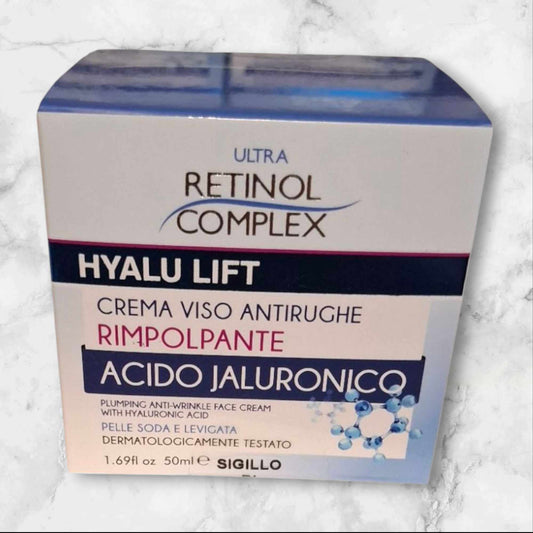 ULTRA
RETINOL
COMPLEX
HYALU LIFT
CREMA VISO ANTIRUGHE
RIMPOLPANTE
ACIDO JALURONICO
PLUMPING ANTI-WRINKLE FACE CREAM
WITH HYALURONIC ACID
PELLE SODA E LEVIGATA
DERMATOLOGICAMENTE TESTATO
1.69fl oz 50ml e SIGILLO